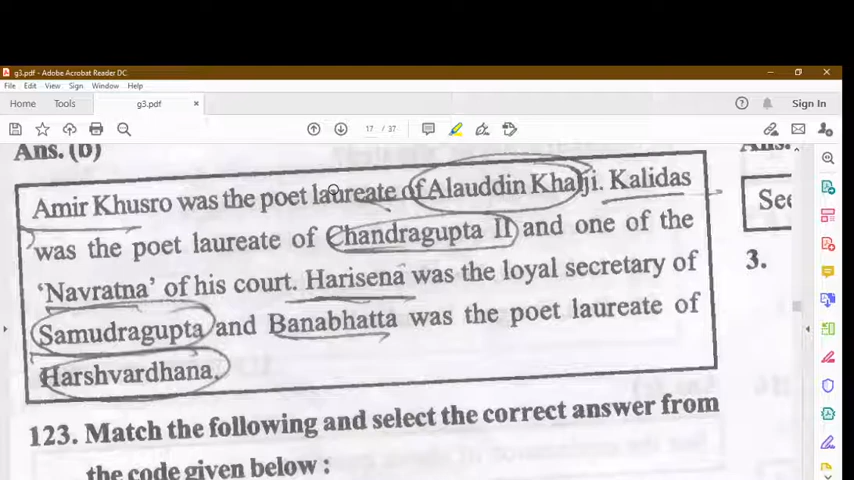 g3.pdf - Adobe Acrobat Reader DC
File Edit View Sign Window Help
Home Tools g3.pdf × Sign In
17 / 37
Ans. (b)
Amir Khusro was the poet laureate of Alauddin Khalji. Kalidas
was the poet laureate of Chandragupta II and one of the
'Navratna' of his court. Harisena was the loyal secretary of
Samudragupta and Banabhatta was the poet laureate of
Harshvardhana.
123. Match the following and select the correct answer from
the code given below :
See
3.